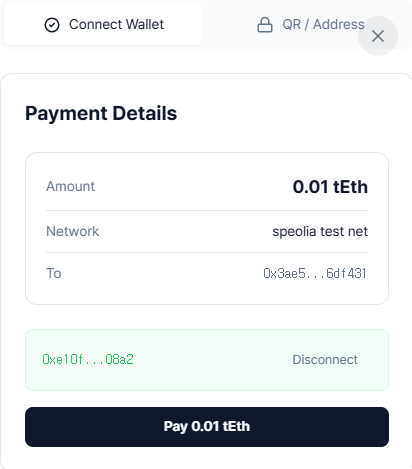 Connect Wallet
QR / Address
Payment Details
Amount
0.01 tEth
Network
speolia test net
To
0x3ae5...6df431
0xe10f...08a2
Disconnect
Pay 0.01 tEth